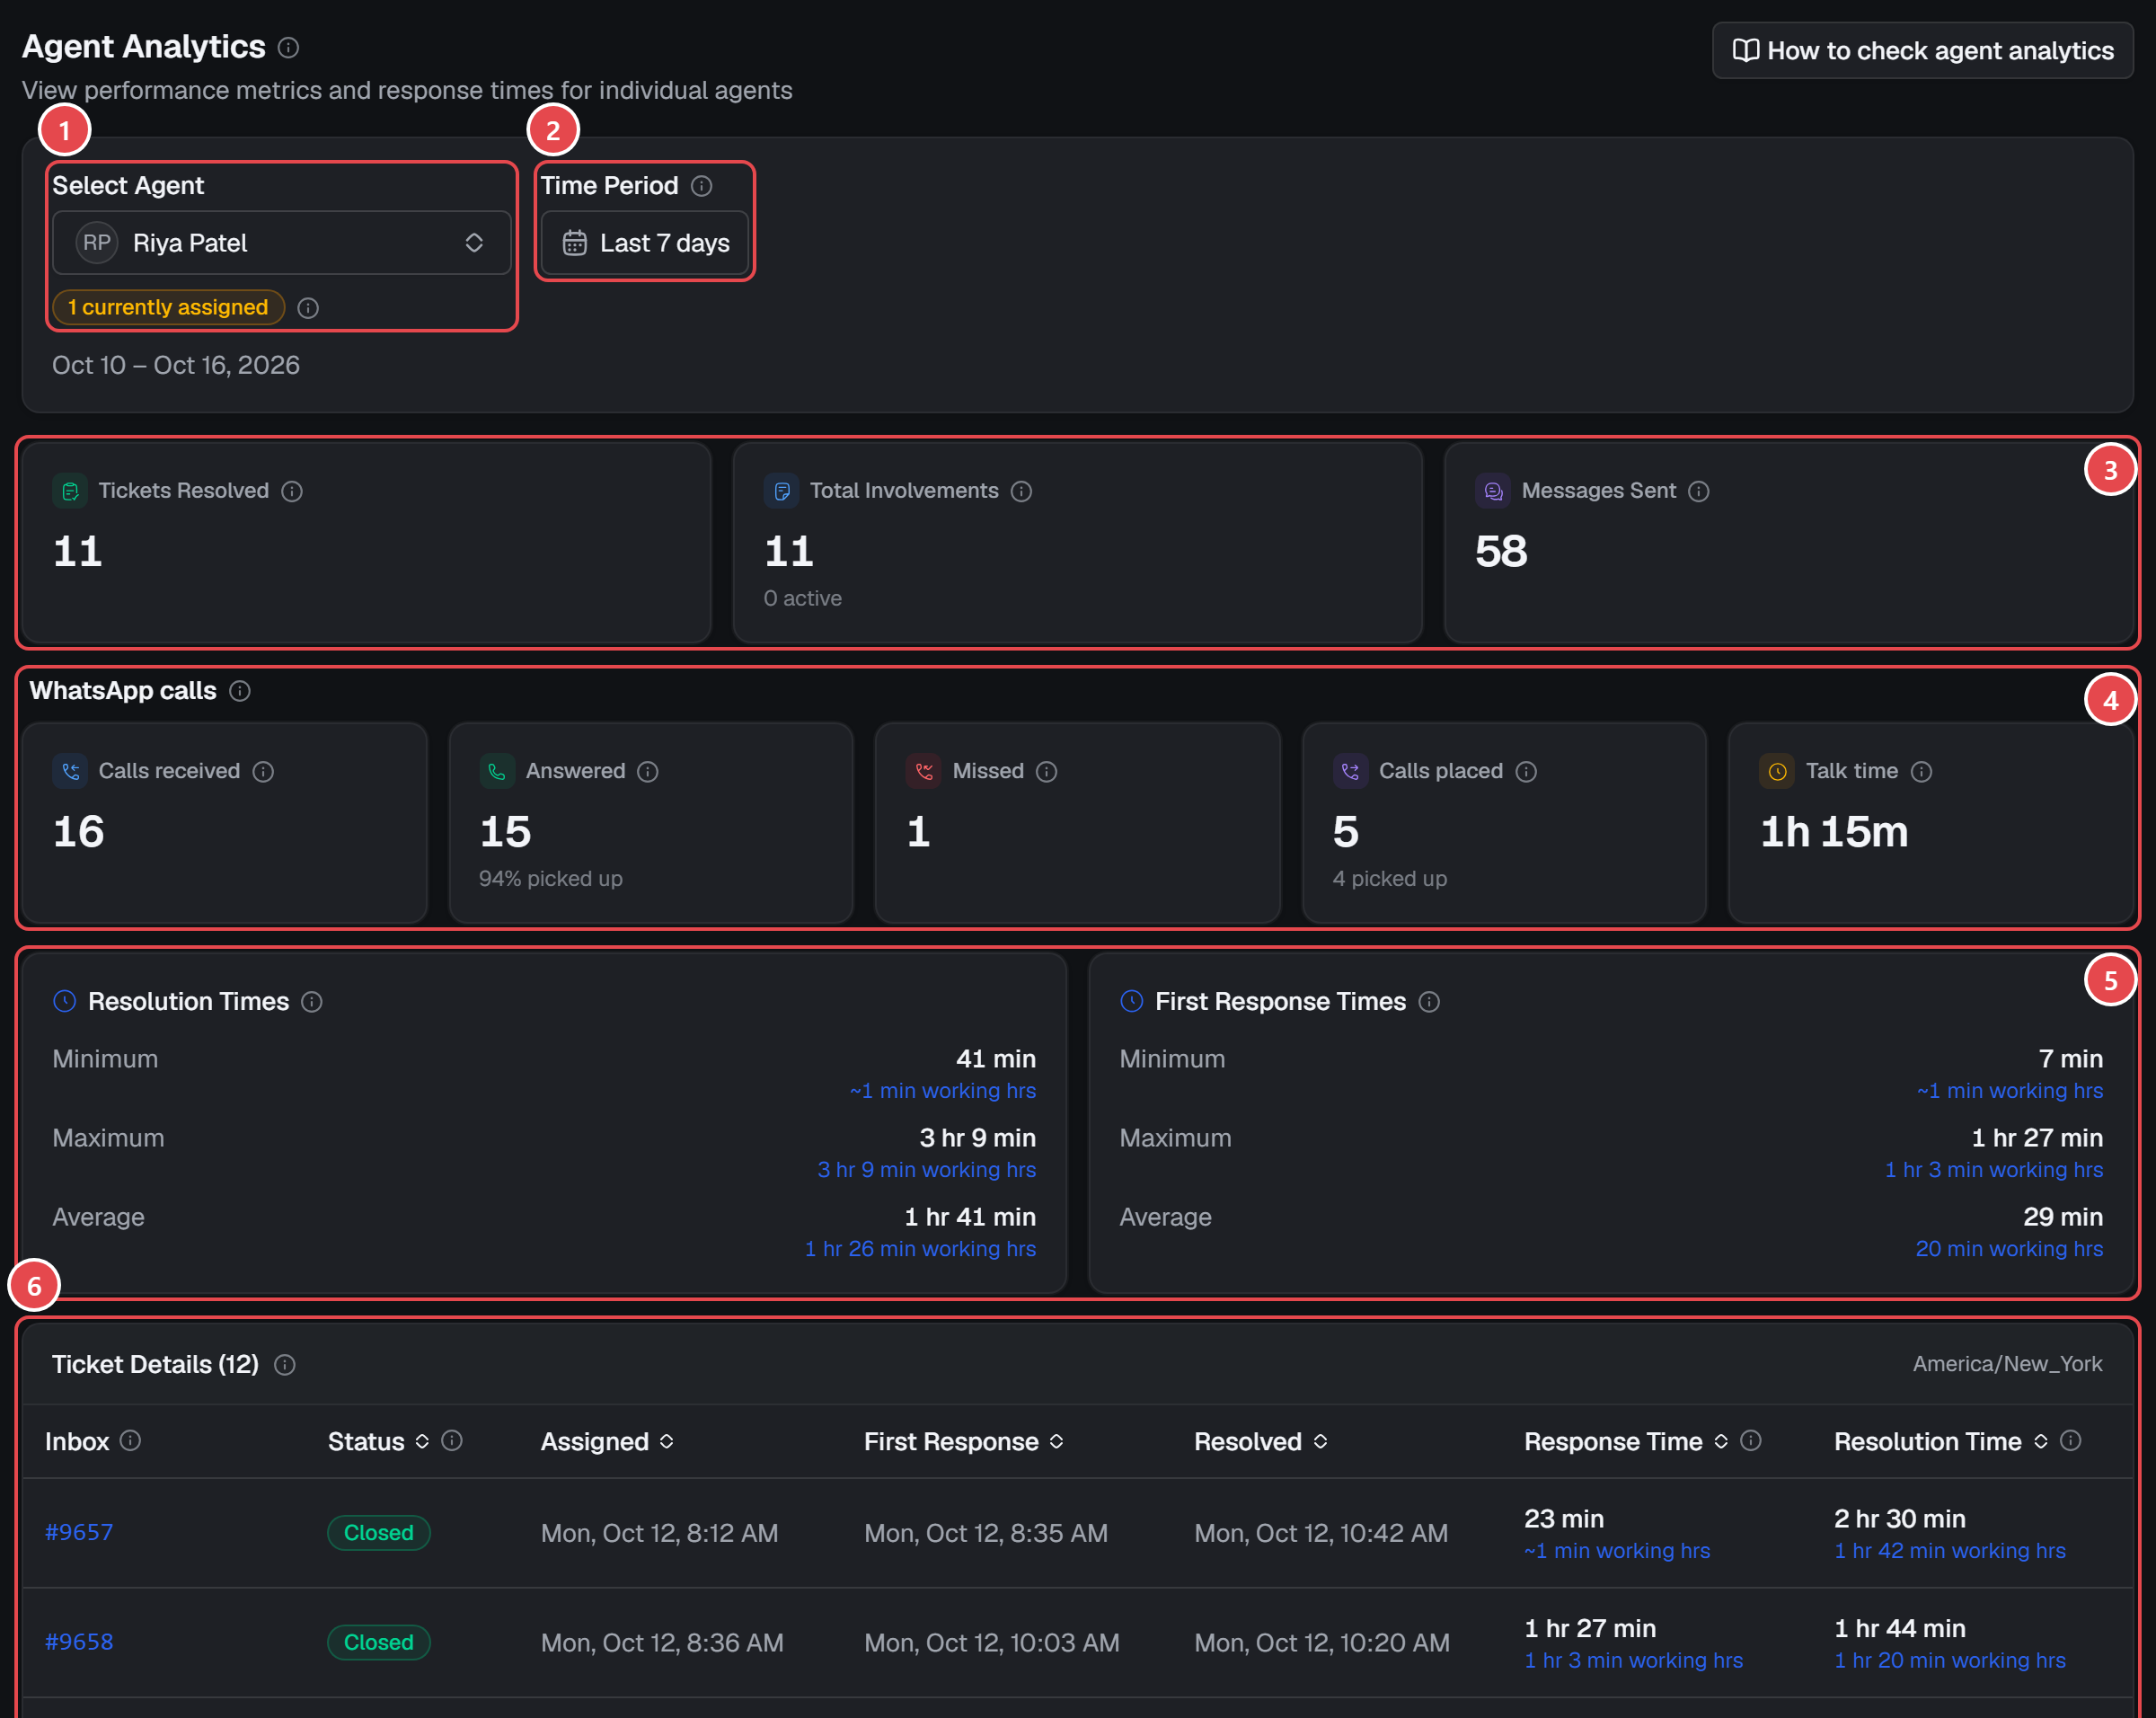 Agent Analytics
How to check agent analytics
View performance metrics and response times for individual agents
1
2
Select Agent
Time Period
RP Riya Patel
Last 7 days
1 currently assigned
Oct 10 – Oct 16, 2026
3
Tickets Resolved
11
Total Involvements
11
0 active
Messages Sent
58
WhatsApp calls
4
Calls received
16
Answered
15
94% picked up
Missed
1
Calls placed
5
4 picked up
Talk time
1h 15m
5
Resolution Times
Minimum 41 min
~1 min working hrs
Maximum 3 hr 9 min
3 hr 9 min working hrs
Average 1 hr 41 min
1 hr 26 min working hrs
First Response Times
Minimum 7 min
~1 min working hrs
Maximum 1 hr 27 min
1 hr 3 min working hrs
Average 29 min
20 min working hrs
6
Ticket Details (12)
America/New_York
Inbox Status Assigned First Response Resolved Response Time Resolution Time
#9657 Closed Mon, Oct 12, 8:12 AM Mon, Oct 12, 8:35 AM Mon, Oct 12, 10:42 AM 23 min 2 hr 30 min
~1 min working hrs 1 hr 42 min working hrs
#9658 Closed Mon, Oct 12, 8:36 AM Mon, Oct 12, 10:03 AM Mon, Oct 12, 10:20 AM 1 hr 27 min 1 hr 44 min
1 hr 3 min working hrs 1 hr 20 min working hrs